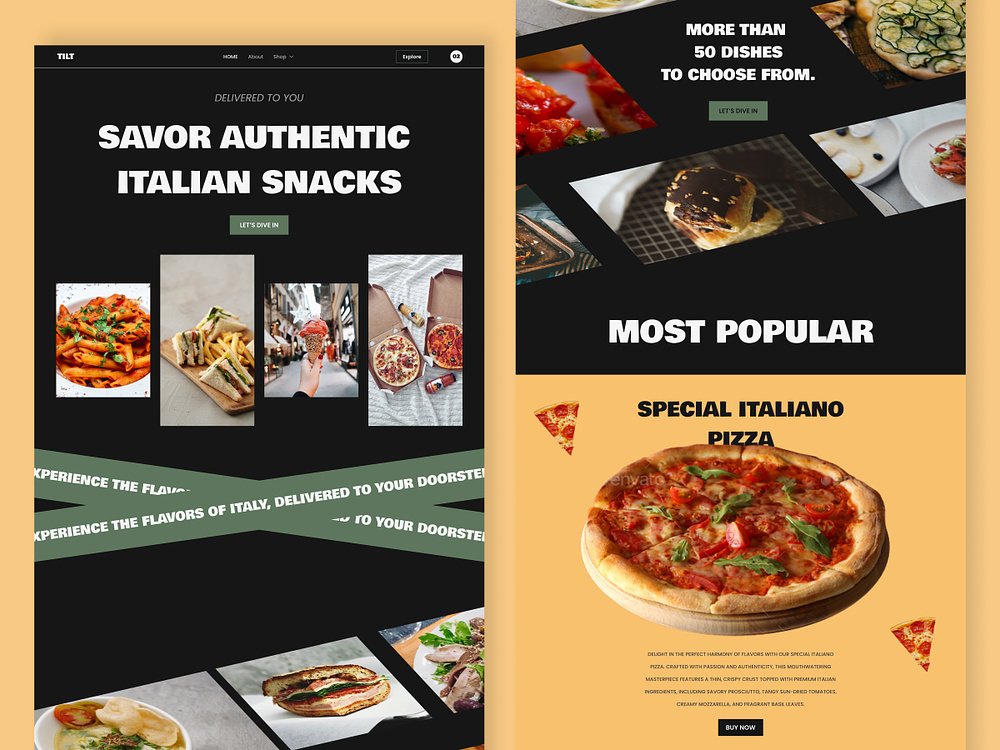 TILT
HOME About Shop
Explore
02
DELIVERED TO YOU
SAVOR AUTHENTIC
ITALIAN SNACKS
LET'S DIVE IN
XPERIENCE THE FLAVO
XPERIENCE THE FLAVORS OF ITALY, DELIVERED TO YOUR DOORSTE
TO YOUR DOORSTE
MORE THAN
50 DISHES
TO CHOOSE FROM.
LET'S DIVE IN
MOST POPULAR
SPECIAL ITALIANO
PIZZA
envato
DELIGHT IN THE PERFECT HARMONY OF FLAVORS WITH OUR SPECIAL ITALIANO
PIZZA. CRAFTED WITH PASSION AND AUTHENTICITY, THIS MOUTHWATERING
MASTERPIECE FEATURES A THIN, CRISPY CRUST TOPPED WITH PREMIUM ITALIAN
INGREDIENTS, INCLUDING SAVORY PROSCIUTTO, TANGY SUN-DRIED TOMATOES,
CREAMY MOZZARELLA, AND FRAGRANT BASIL LEAVES.
BUY NOW